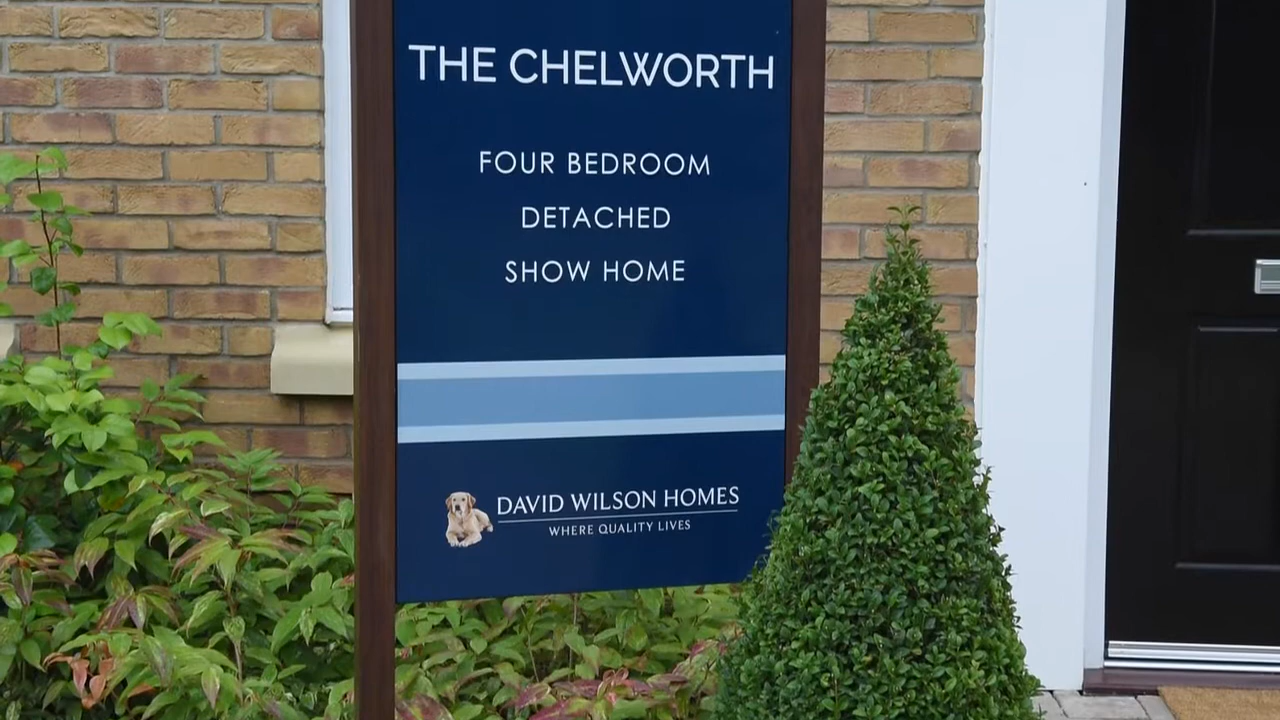 THE CHELWORTH
FOUR BEDROOM
DETACHED
SHOW HOME
DAVID WILSON HOMES
WHERE QUALITY LIVES